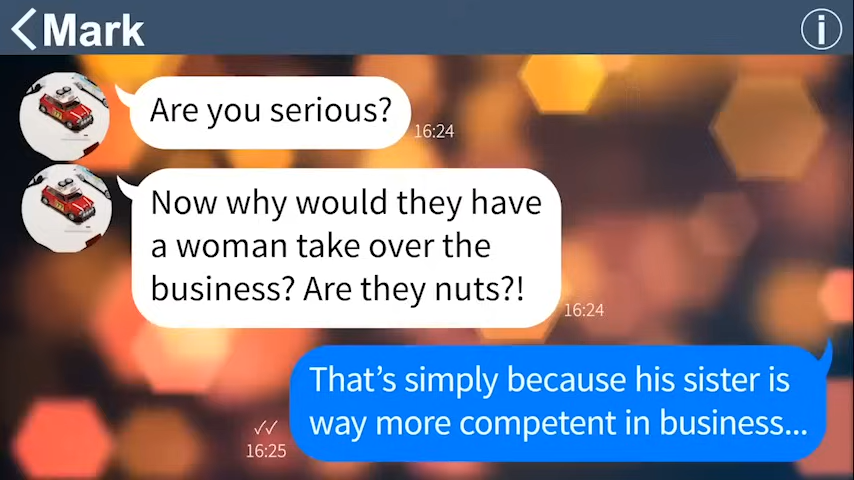 Mark
Are you serious?
16:24
Now why would they have
a woman take over the
business? Are they nuts?!
16:24
That's simply because his sister is
way more competent in business...
16:25